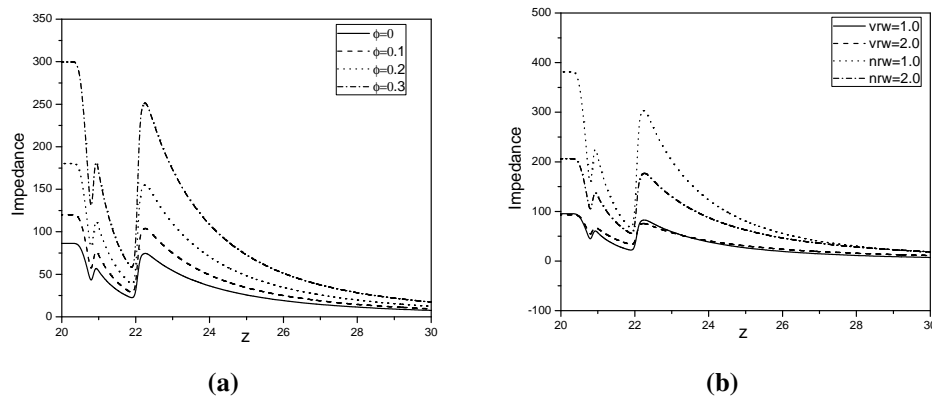 350
300
250
200
150
100
50
0
Impedance
20 22 24 26 28 30
z
ϕ=0
ϕ=0.1
ϕ=0.2
ϕ=0.3
(a)
500
400
300
200
100
0
-100
Impedance
20 22 24 26 28 30
z
vrw=1.0
vrw=2.0
nrw=1.0
nrw=2.0
(b)